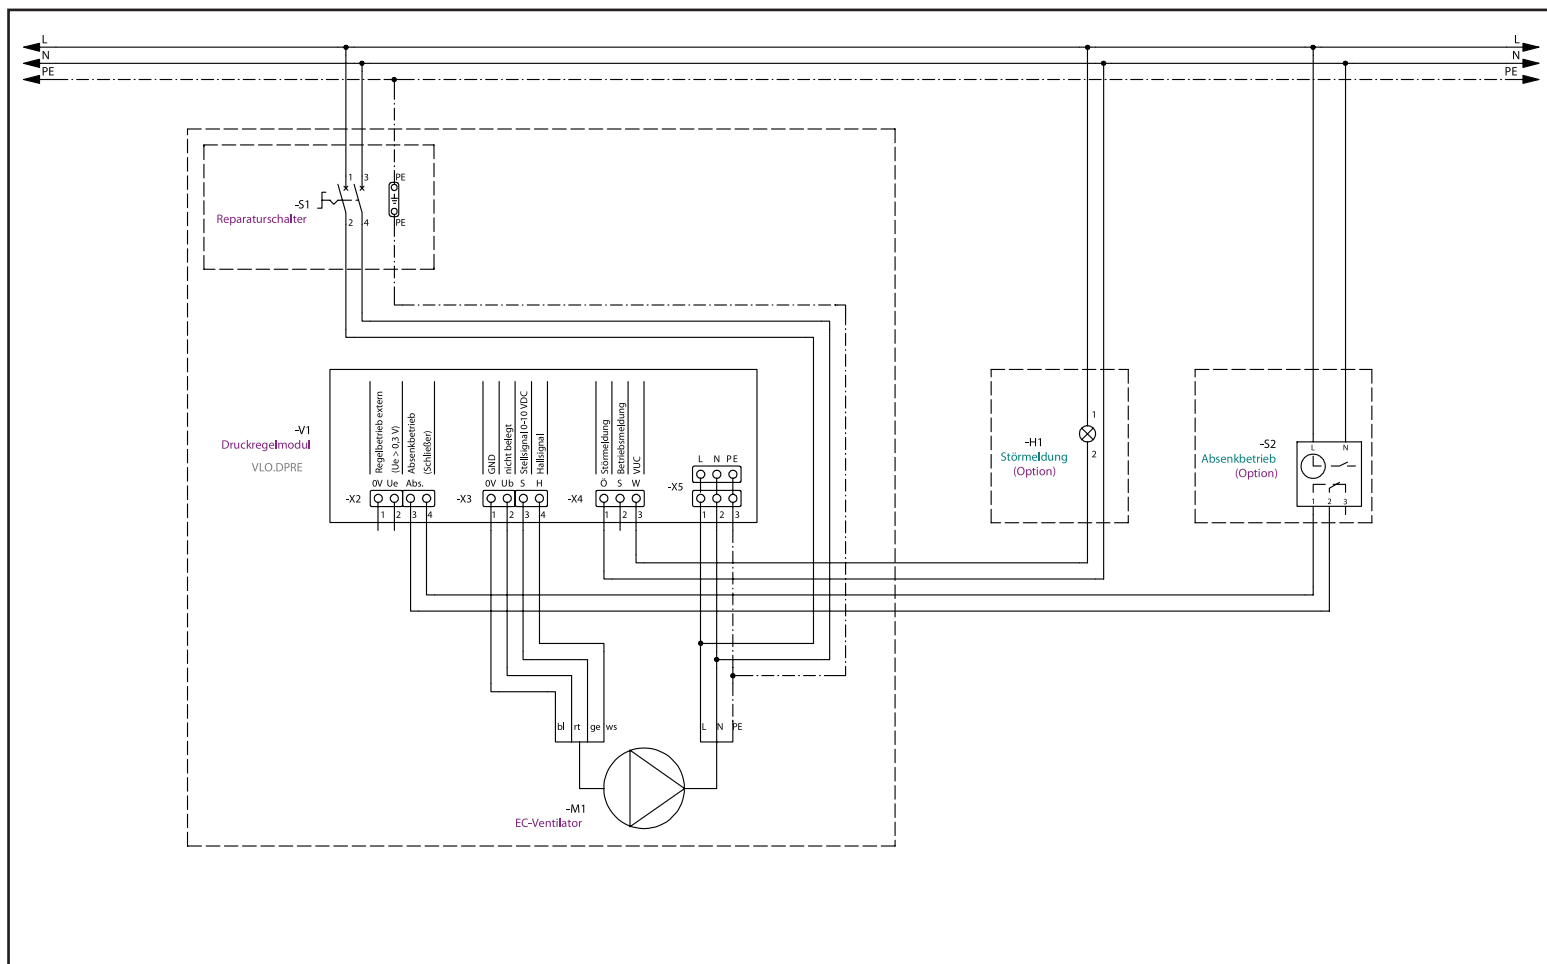 L L
N N
PE PE
1 3 PE
-S1
Reparaturschalter
2 4 PE
-V1
Druckregelmodul
VLO.DPRE
Regelbetrieb extern
(Ue > 0,3 V)
Absenkbetrieb
(Schließer)
0V Ue Abs.
-X2
1 2 3 4
GND
nicht belegt
Stellsignal 0-10 VDC
Hallsignal
0V Ub S H
-X3
1 2 3 4
Störmeldung
Betriebsmeldung
VUC
Ö S W
-X4
1 2 3
L N PE
-X5
1 2 3
1
-H1
Störmeldung
(Option)
2
-S2
Absenkbetrieb
(Option)
L N
1 2 3
bl rt ge ws
L N PE
-M1
EC-Ventilator